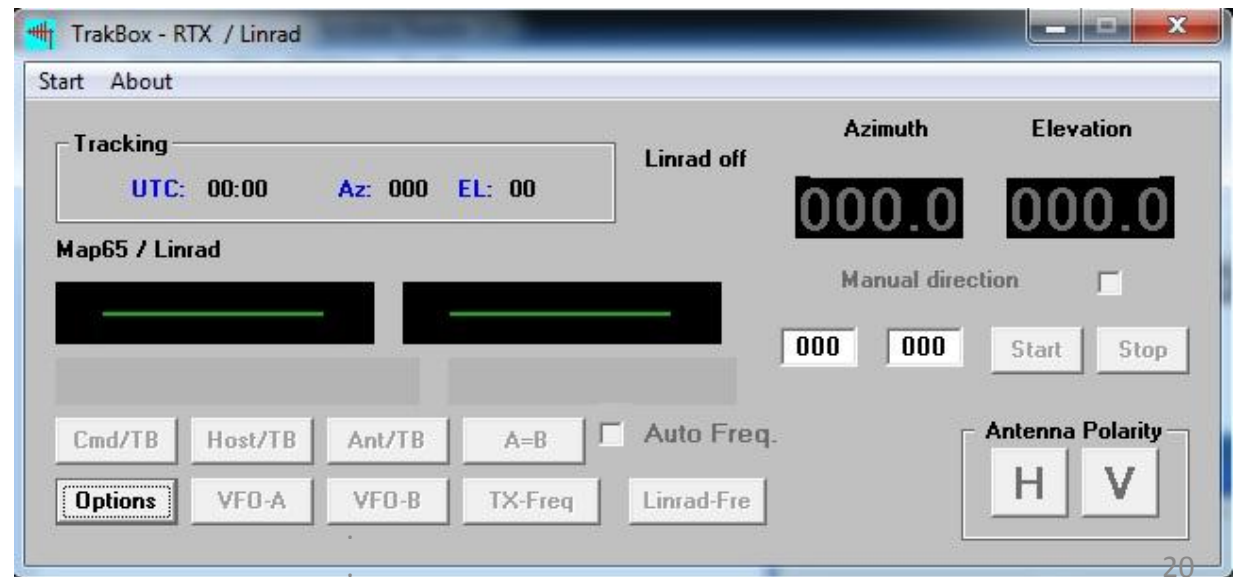 TrakBox - RTX / Linrad
X
Start About
Tracking
UTC: 00:00 Az: 000 EL: 00
Linrad off
Azimuth Elevation
000.0 000.0
Map65 / Linrad
Manual direction
000 000 Start Stop
Cmd/TB Host/TB Ant/TB A=B Auto Freq.
Options VFO-A VFO-B TX-Freq Linrad-Fre
Antenna Polarity
H V
20